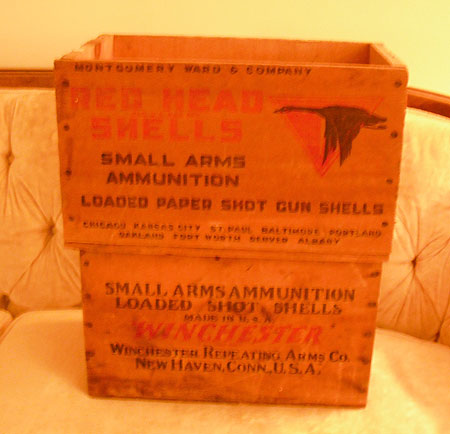 MONTGOMERY WARD & COMPANY
RED HEAD
SHELLS
SMALL ARMS
AMMUNITION
LOADED PAPER SHOT GUN SHELLS
CHICAGO KANSAS CITY ST. PAUL BALTIMORE PORTLAND
OAKLAND FORT WORTH DENVER ALBANY
SMALL ARMS AMMUNITION
LOADED SHOT SHELLS
MADE IN U.S.A.
WINCHESTER
WINCHESTER REPEATING ARMS CO.
NEW HAVEN, CONN., U.S.A.